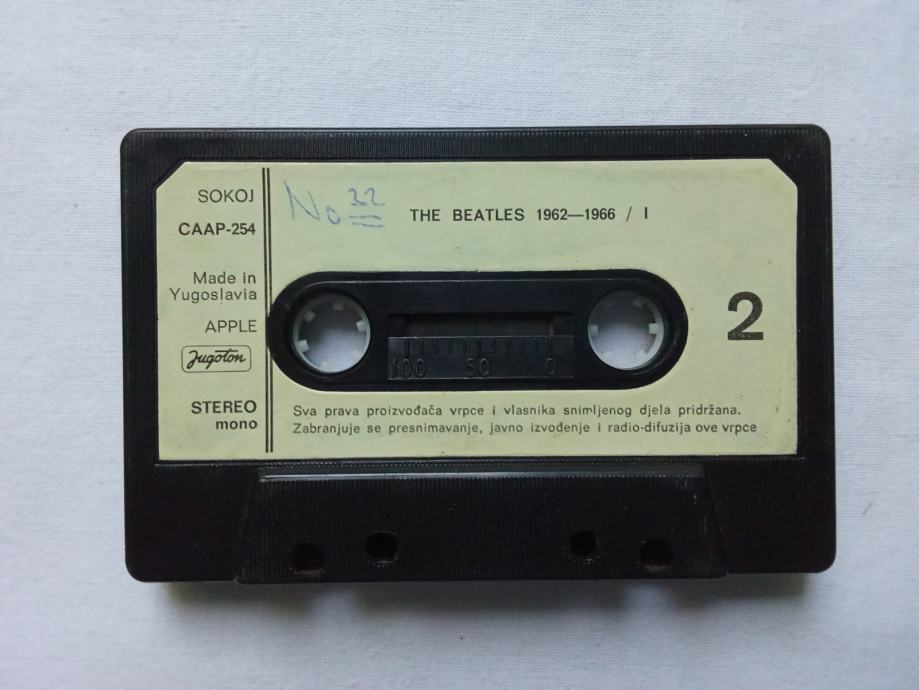 SOKOJ
CAAP-254
Made in
Yugoslavia
APPLE
Jugoton
STEREO
mono
No 32
THE BEATLES 1962—1966 / I
2
100 50 0
Sva prava proizvođača vrpce i vlasnika snimljenog djela pridržana.
Zabranjuje se presnimavanje, javno izvođenje i radio-difuzija ove vrpce